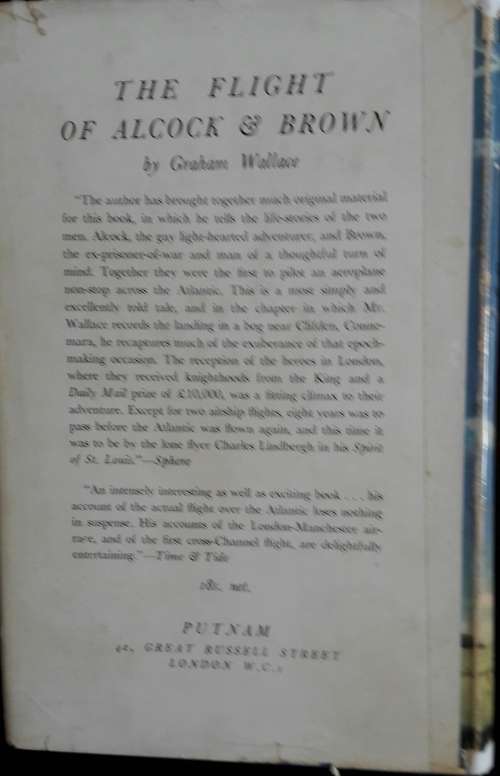 THE FLIGHT
OF ALCOCK & BROWN
by Graham Wallace
"The author has brought together much original material
for this book, in which he tells the life-stories of the two
men, Alcock, the gay light-hearted adventurer, and Brown,
the ex-prisoner-of-war and man of a thoughtful turn of
mind. Together they were the first to pilot an aeroplane
non-stop across the Atlantic. This is a most simply and
excellently told tale, and in the chapter in which Mr.
Wallace records the landing in a bog near Clifden, Conne-
mara, he recaptures much of the exuberance of that epoch-
making occasion. The reception of the heroes in London,
where they received knighthoods from the King and a
Daily Mail prize of £10,000, was a fitting climax to their
adventure. Except for two airship flights, eight years was to
pass before the Atlantic was flown again, and this time it
was to be by the lone flyer Charles Lindbergh in his Spirit
of St. Louis."—Sphere
"An intensely interesting as well as exciting book . . . his
account of the actual flight over the Atlantic loses nothing
in suspense. His accounts of the London-Manchester air-
race, and of the first cross-Channel flight, are delightfully
entertaining."—Time & Tide
18s. net.
PUTNAM
42, GREAT RUSSELL STREET
LONDON W.C.1